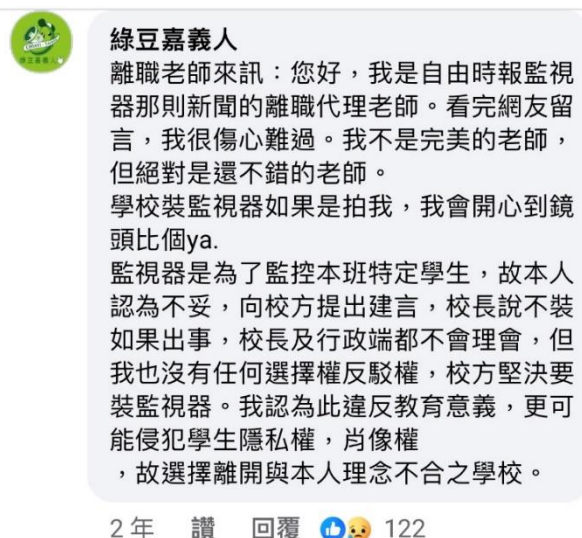 綠豆嘉義人
離職老師來訊：您好，我是自由時報監視
器那則新聞的離職代理老師。看完網友留
言，我很傷心難過。我不是完美的老師，
但絕對是還不錯的老師。
學校裝監視器如果是拍我，我會開心到鏡
頭比個ya.
監視器是為了監控本班特定學生，故本人
認為不妥，向校方提出建言，校長說不裝
如果出事，校長及行政端都不會理會，但
我也沒有任何選擇權反駁權，校方堅決要
裝監視器。我認為此違反教育意義，更可
能侵犯學生隱私權，肖像權
，故選擇離開與本人理念不合之學校。
2 年 讚 回覆 122